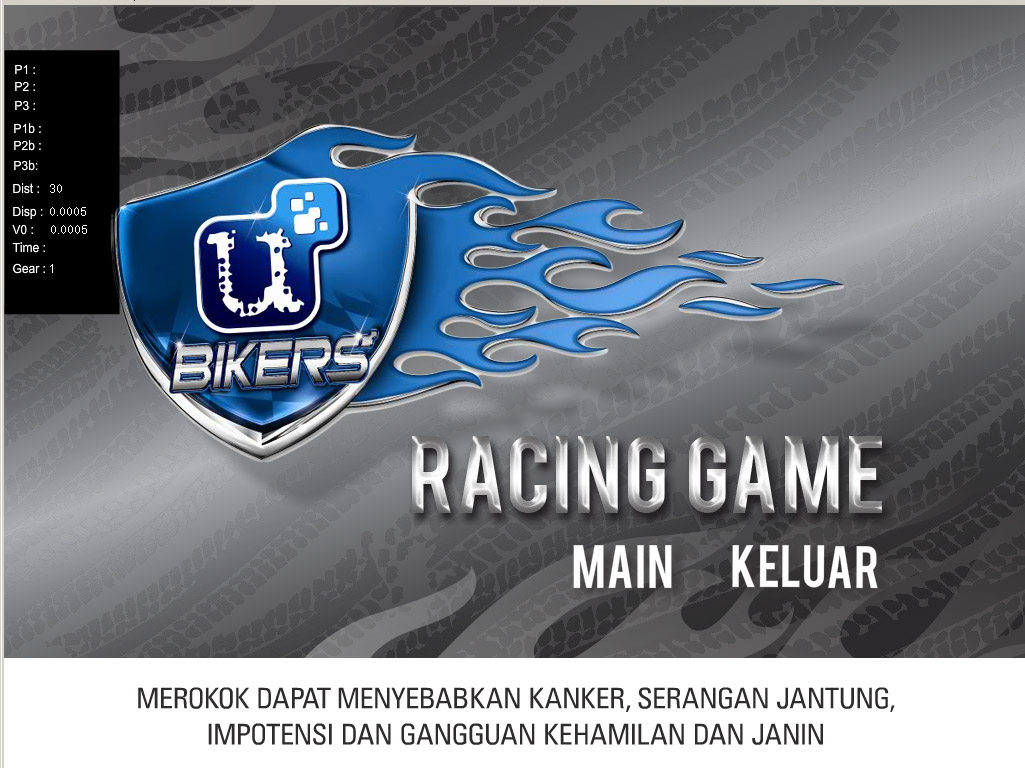 P1 :
P2 :
P3 :
P1b :
P2b :
P3b:
Dist : 30
Disp : 0.0005
V0 : 0.0005
Time :
Gear : 1
U
BIKERS
RACING GAME
MAIN KELUAR
MEROKOK DAPAT MENYEBABKAN KANKER, SERANGAN JANTUNG,
IMPOTENSI DAN GANGGUAN KEHAMILAN DAN JANIN